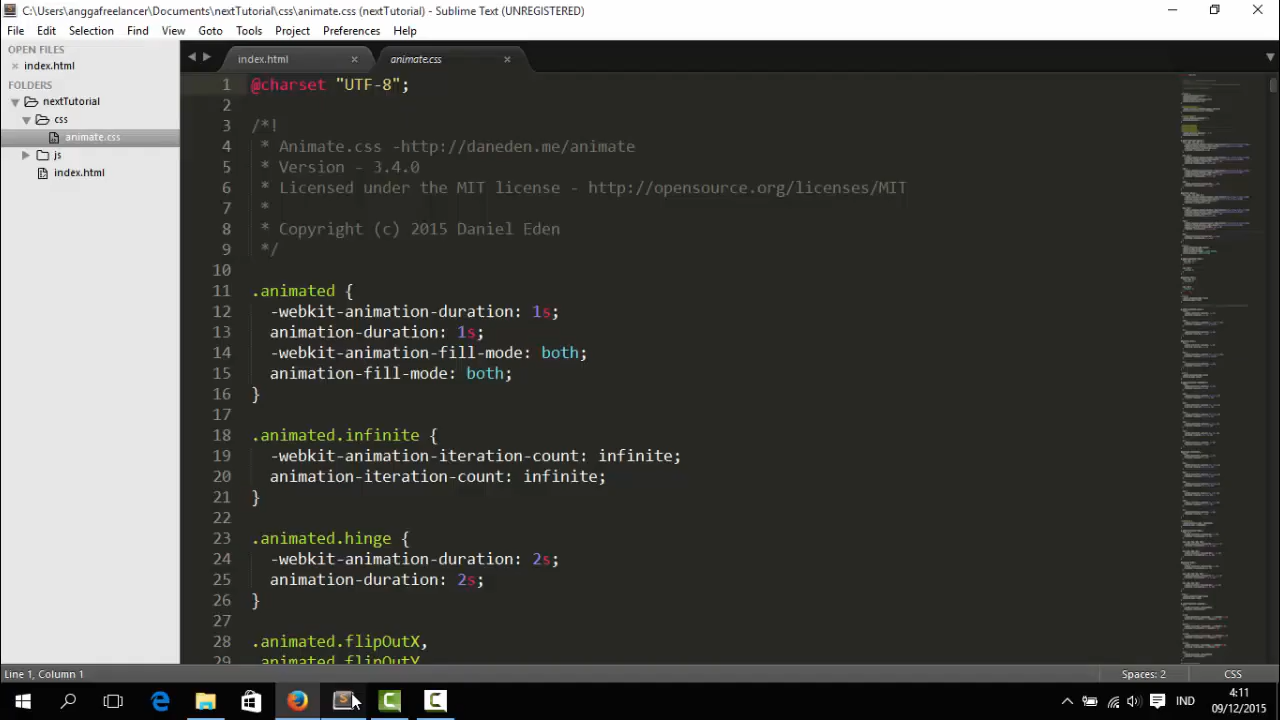 C:\Users\anggafreelancer\Documents\nextTutorial\css\animate.css (nextTutorial) - Sublime Text (UNREGISTERED)
File Edit Selection Find View Goto Tools Project Preferences Help
OPEN FILES
index.html
FOLDERS
nextTutorial
css
animate.css
js
index.html
index.html animate.css
1 @charset "UTF-8";
2
3 /*!
4 * Animate.css -http://daneden.me/animate
5 * Version - 3.4.0
6 * Licensed under the MIT license - http://opensource.org/licenses/MIT
7 *
8 * Copyright (c) 2015 Daniel Eden
9 */
10
11 .animated {
12 -webkit-animation-duration: 1s;
13 animation-duration: 1s;
14 -webkit-animation-fill-mode: both;
15 animation-fill-mode: both;
16 }
17
18 .animated.infinite {
19 -webkit-animation-iteration-count: infinite;
20 animation-iteration-count: infinite;
21 }
22
23 .animated.hinge {
24 -webkit-animation-duration: 2s;
25 animation-duration: 2s;
26 }
27
28 .animated.flipOutX,
29 .animated.flipOutY
Line 1, Column 1 Spaces: 2 CSS
IND
4:11
09/12/2015